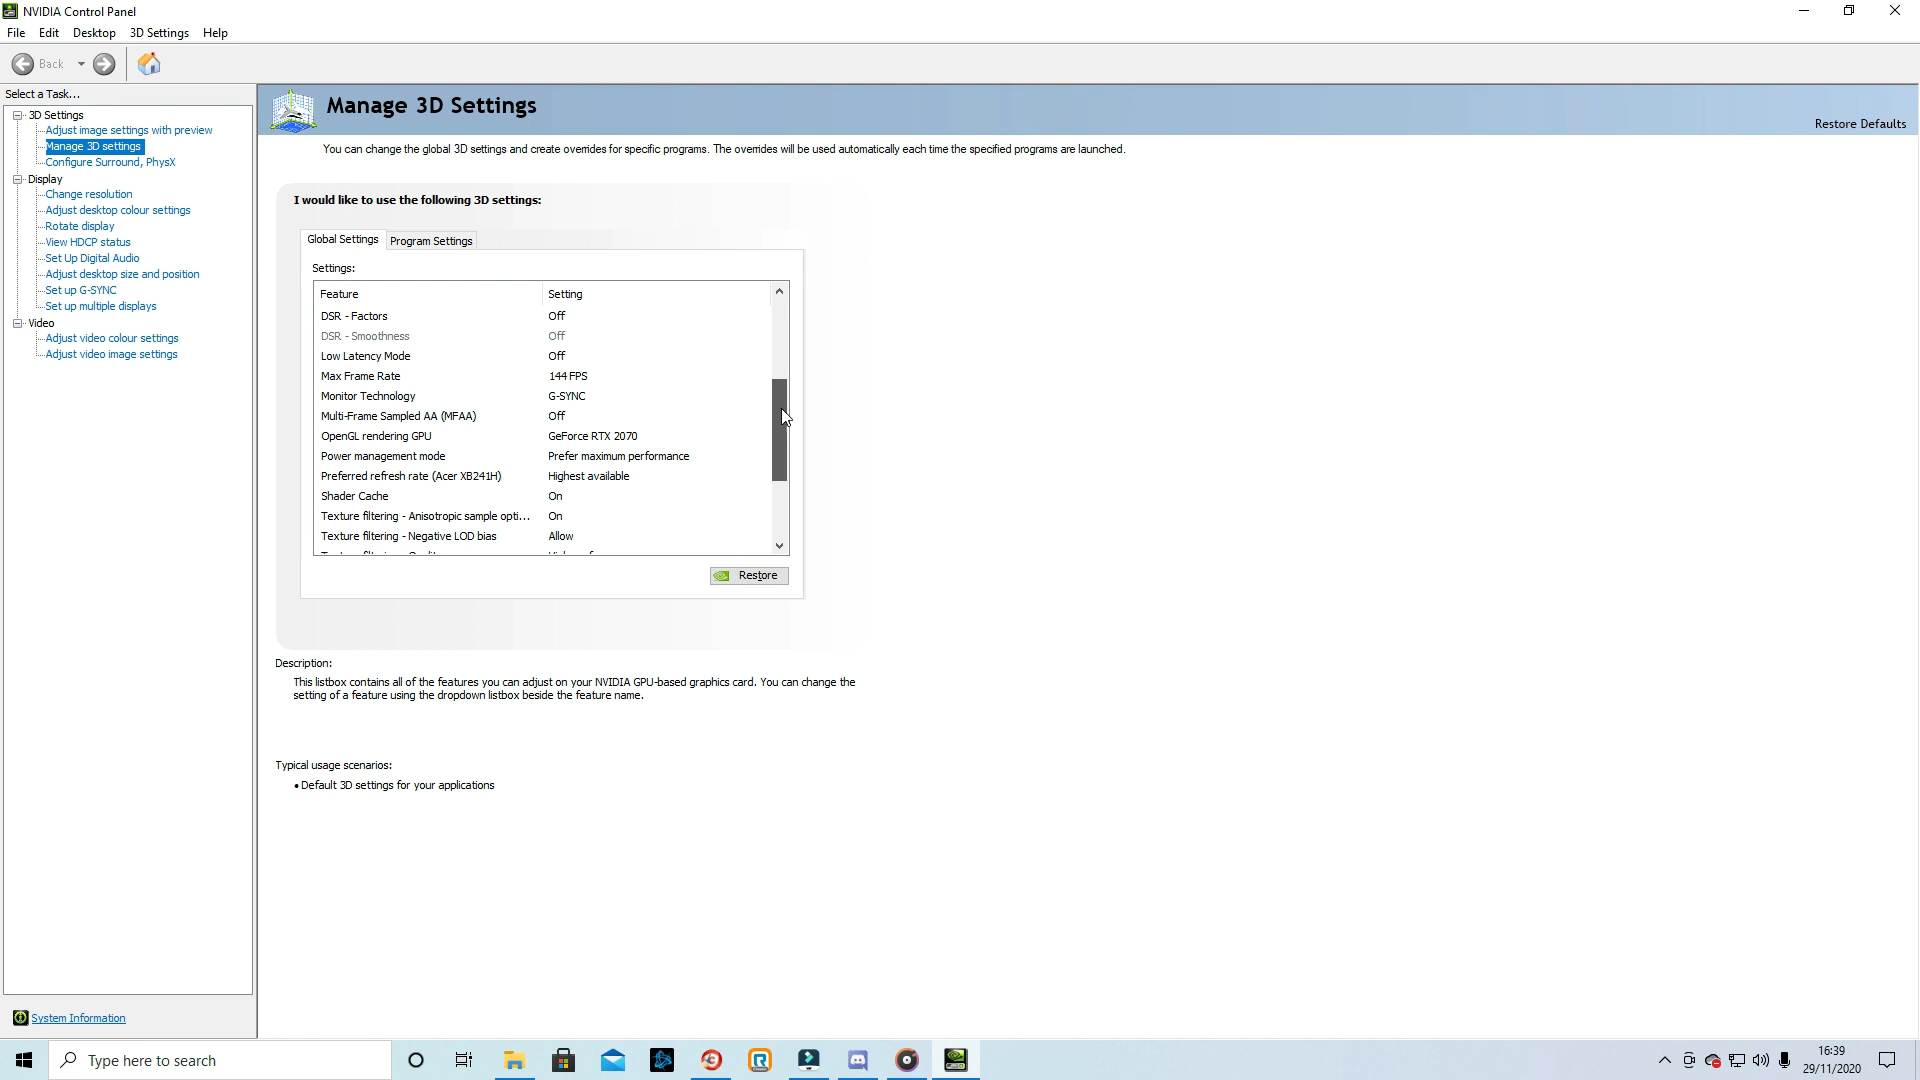 NVIDIA Control Panel
File Edit Desktop 3D Settings Help
Back
Select a Task...
3D Settings
Adjust image settings with preview
Manage 3D settings
Configure Surround, PhysX
Display
Change resolution
Adjust desktop colour settings
Rotate display
View HDCP status
Set Up Digital Audio
Adjust desktop size and position
Set up G-SYNC
Set up multiple displays
Video
Adjust video colour settings
Adjust video image settings
System Information
Manage 3D Settings
Restore Defaults
You can change the global 3D settings and create overrides for specific programs. The overrides will be used automatically each time the specified programs are launched.
I would like to use the following 3D settings:
Global Settings Program Settings
Settings:
Feature Setting
DSR - Factors Off
DSR - Smoothness Off
Low Latency Mode Off
Max Frame Rate 144 FPS
Monitor Technology G-SYNC
Multi-Frame Sampled AA (MFAA) Off
OpenGL rendering GPU GeForce RTX 2070
Power management mode Prefer maximum performance
Preferred refresh rate (Acer XB241H) Highest available
Shader Cache On
Texture filtering - Anisotropic sample opti... On
Texture filtering - Negative LOD bias Allow
Restore
Description:
This listbox contains all of the features you can adjust on your NVIDIA GPU-based graphics card. You can change the
setting of a feature using the dropdown listbox beside the feature name.
Typical usage scenarios:
• Default 3D settings for your applications
Type here to search
16:39
29/11/2020